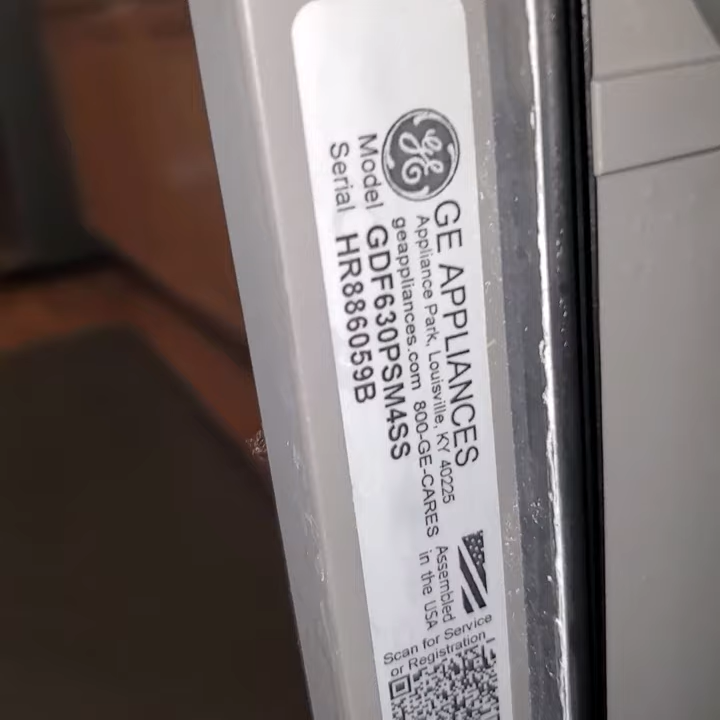 GE
GE APPLIANCES
Appliance Park, Louisville, KY 40225
geappliances.com 800-GE-CARES
Model GDF630PSM4SS
Serial HR886059B
Assembled
in the USA
Scan for Service
or Registration